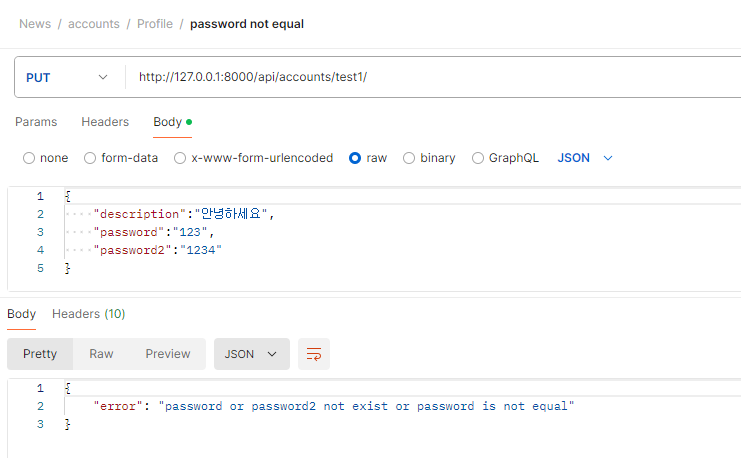 News / accounts / Profile / password not equal
PUT http://127.0.0.1:8000/api/accounts/test1/
Params Headers Body
none form-data x-www-form-urlencoded raw binary GraphQL JSON
1 {
2 "description":"안녕하세요",
3 "password":"123",
4 "password2":"1234"
5 }
Body Headers (10)
Pretty Raw Preview JSON
1 {
2 "error": "password or password2 not exist or password is not equal"
3 }